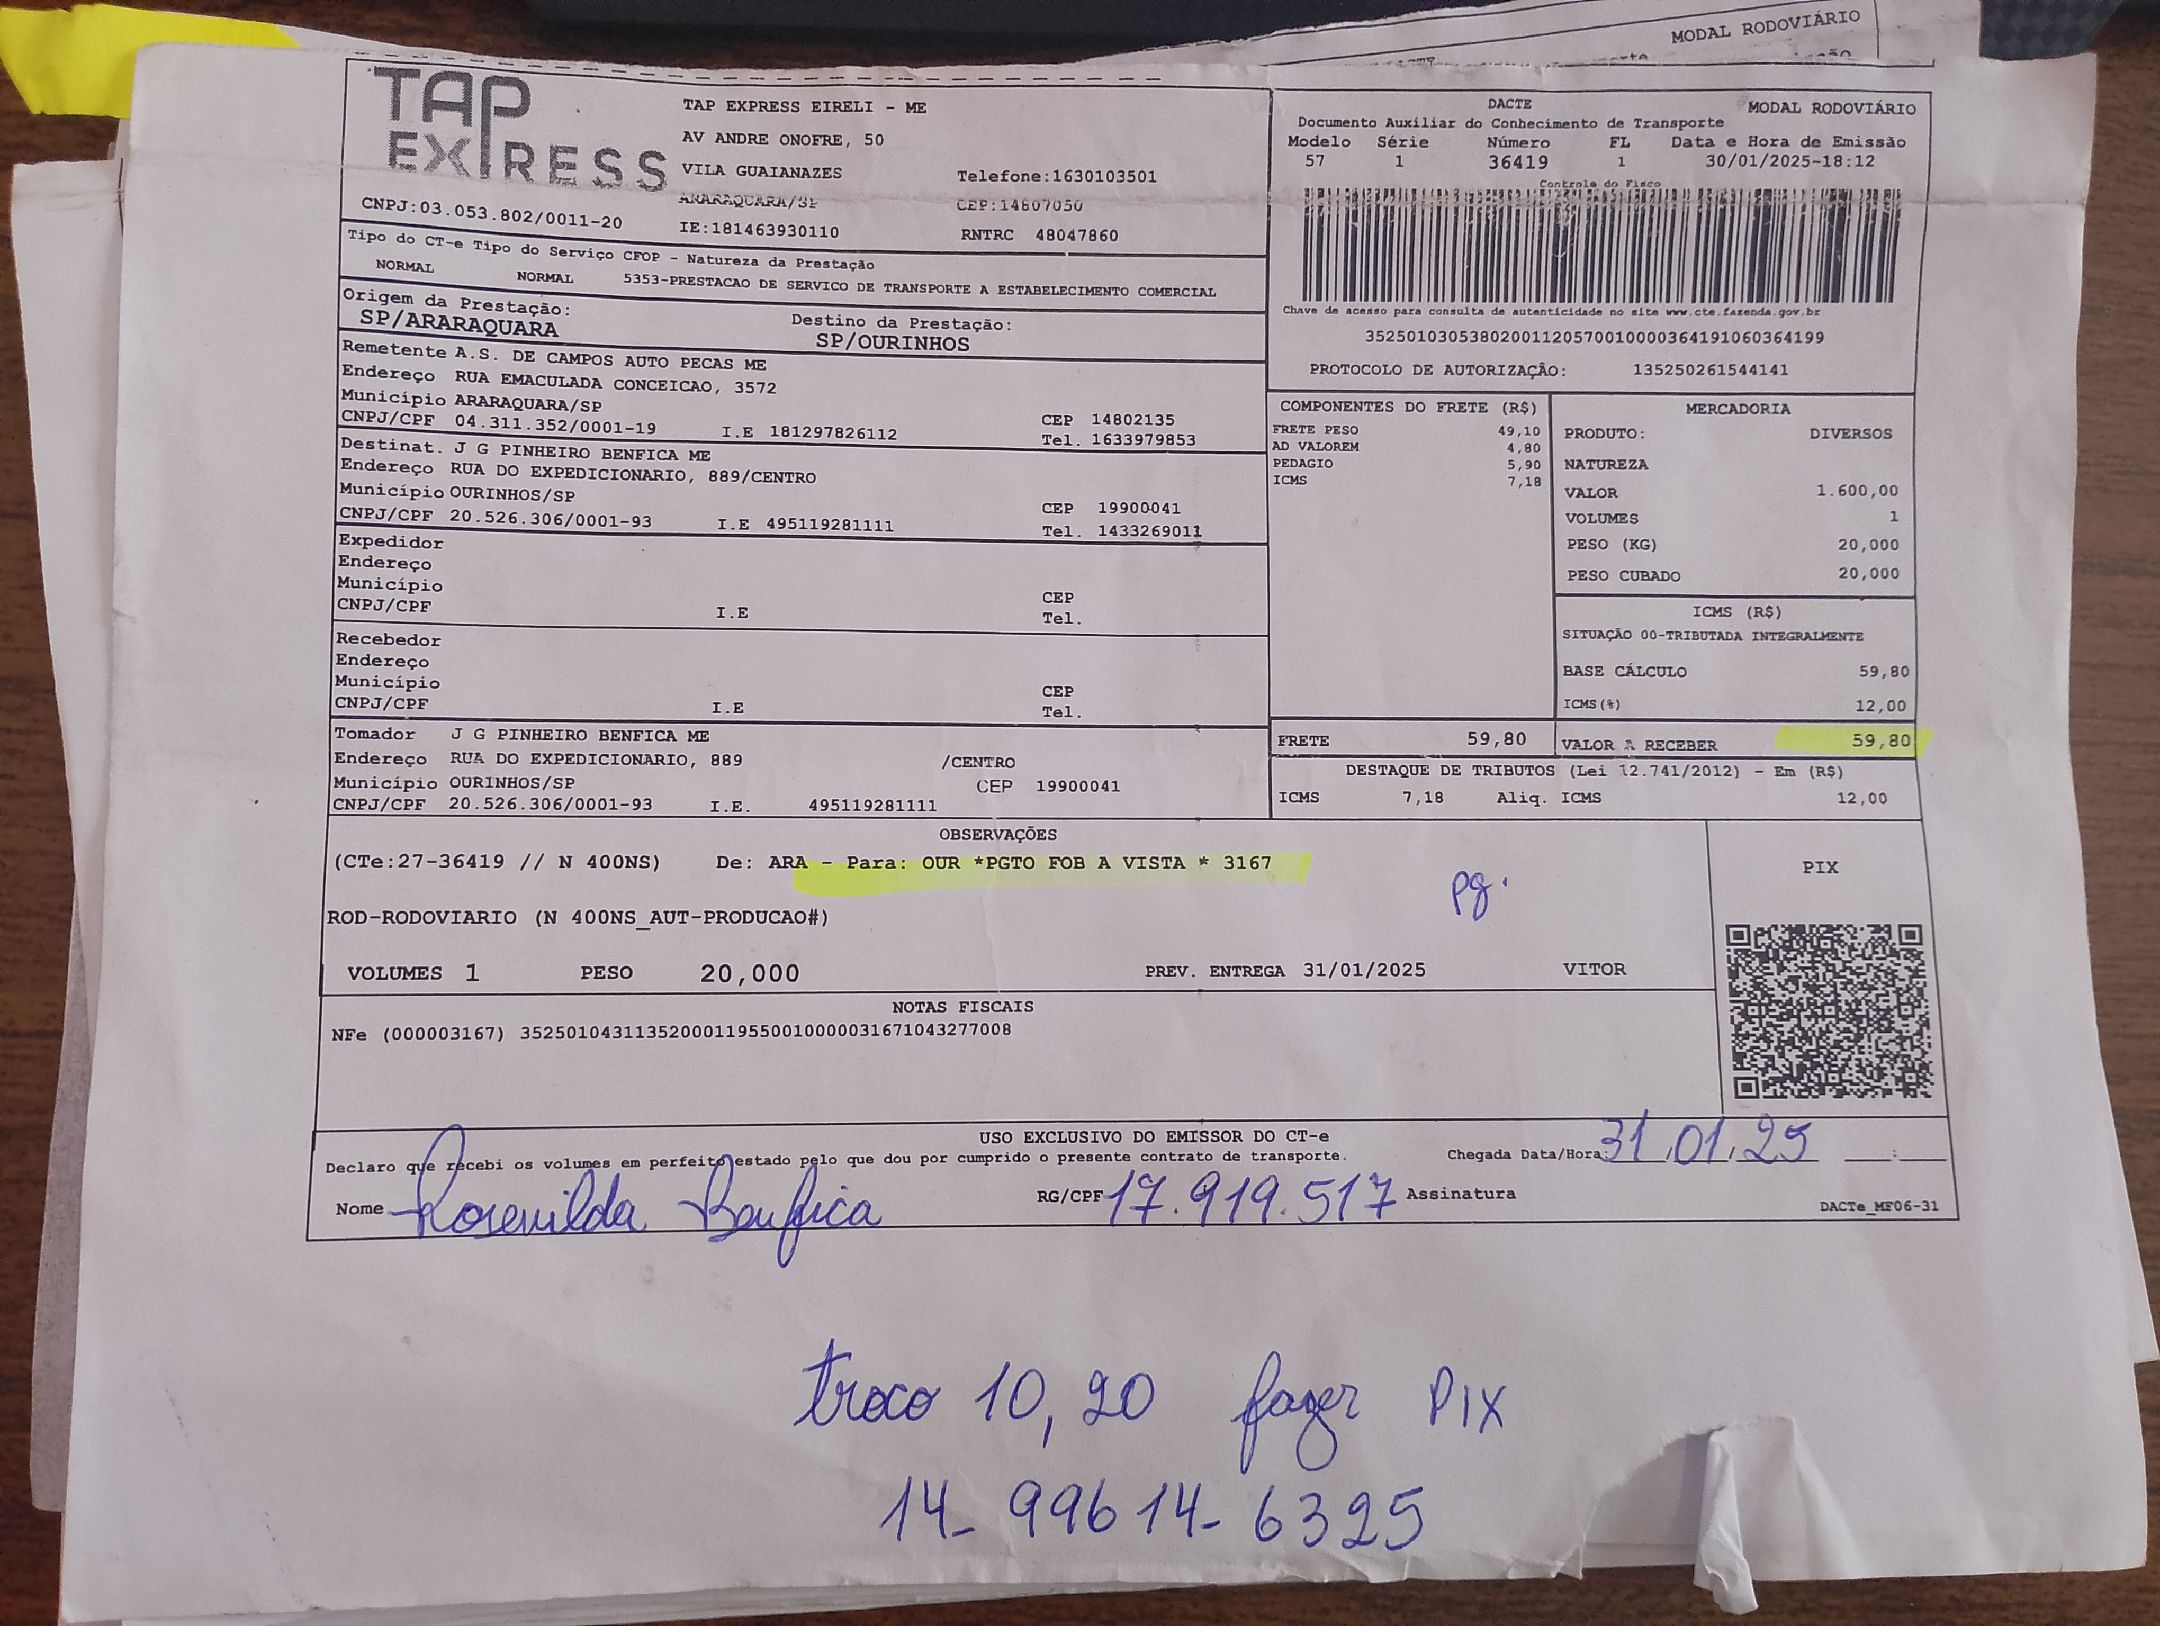 MODAL RODOVIÁRIO
TAP
EXPRESS
TAP EXPRESS EIRELI - ME
AV ANDRE ONOFRE, 50
VILA GUAIANAZES
Telefone:1630103501
ARARAQUARA/SP
CEP:14807050
CNPJ:03.053.802/0011-20
IE:181463930110
RNTRC 48047860
DACTE MODAL RODOVIÁRIO
Documento Auxiliar do Conhecimento de Transporte
Modelo Série Número FL Data e Hora de Emissão
57 1 36419 1 30/01/2025-18:12
Controle do Fisco
Chave de acesso para consulta de autenticidade no site www.cte.fazenda.gov.br
35250103053802001120570010000364191060364199
PROTOCOLO DE AUTORIZAÇÃO: 135250261544141
Tipo do CT-e Tipo do Serviço CFOP - Natureza da Prestação
NORMAL NORMAL 5353-PRESTACAO DE SERVICO DE TRANSPORTE A ESTABELECIMENTO COMERCIAL
Origem da Prestação: Destino da Prestação:
SP/ARARAQUARA SP/OURINHOS
Remetente A.S. DE CAMPOS AUTO PECAS ME
Endereço RUA EMACULADA CONCEICAO, 3572
Município ARARAQUARA/SP CEP 14802135
CNPJ/CPF 04.311.352/0001-19 I.E 181297826112 Tel. 1633979853
Destinat. J G PINHEIRO BENFICA ME
Endereço RUA DO EXPEDICIONARIO, 889/CENTRO
Município OURINHOS/SP CEP 19900041
CNPJ/CPF 20.526.306/0001-93 I.E 495119281111 Tel. 1433269011
Expedidor
Endereço
Município CEP
CNPJ/CPF I.E Tel.
Recebedor
Endereço
Município CEP
CNPJ/CPF I.E Tel.
Tomador J G PINHEIRO BENFICA ME
Endereço RUA DO EXPEDICIONARIO, 889 /CENTRO
Município OURINHOS/SP CEP 19900041
CNPJ/CPF 20.526.306/0001-93 I.E. 495119281111
COMPONENTES DO FRETE (R$)
FRETE PESO 49,10
AD VALOREM 4,80
PEDAGIO 5,90
ICMS 7,18
MERCADORIA
PRODUTO: DIVERSOS
NATUREZA
VALOR 1.600,00
VOLUMES 1
PESO (KG) 20,000
PESO CUBADO 20,000
ICMS (R$)
SITUAÇÃO 00-TRIBUTADA INTEGRALMENTE
BASE CÁLCULO 59,80
ICMS(%) 12,00
FRETE 59,80 VALOR A RECEBER 59,80
DESTAQUE DE TRIBUTOS (Lei 12.741/2012) - Em (R$)
ICMS 7,18 Aliq. ICMS 12,00
OBSERVAÇÕES
(CTe:27-36419 // N 400NS) De: ARA - Para: OUR *PGTO FOB A VISTA * 3167
pg.
PIX
ROD-RODOVIARIO (N 400NS_AUT-PRODUCAO#)
VOLUMES 1 PESO 20,000 PREV. ENTREGA 31/01/2025 VITOR
NOTAS FISCAIS
NFe (000003167) 35250104311352000119550010000031671043277008
USO EXCLUSIVO DO EMISSOR DO CT-e
Declaro que recebi os volumes em perfeito estado pelo que dou por cumprido o presente contrato de transporte. Chegada Data/Hora: 31/01/25 __:__
Nome Rosenilda Benfica RG/CPF 17.919.517 Assinatura
DACTe_MF06-31
troco 10,20 fazer PIX
14-99614-6325